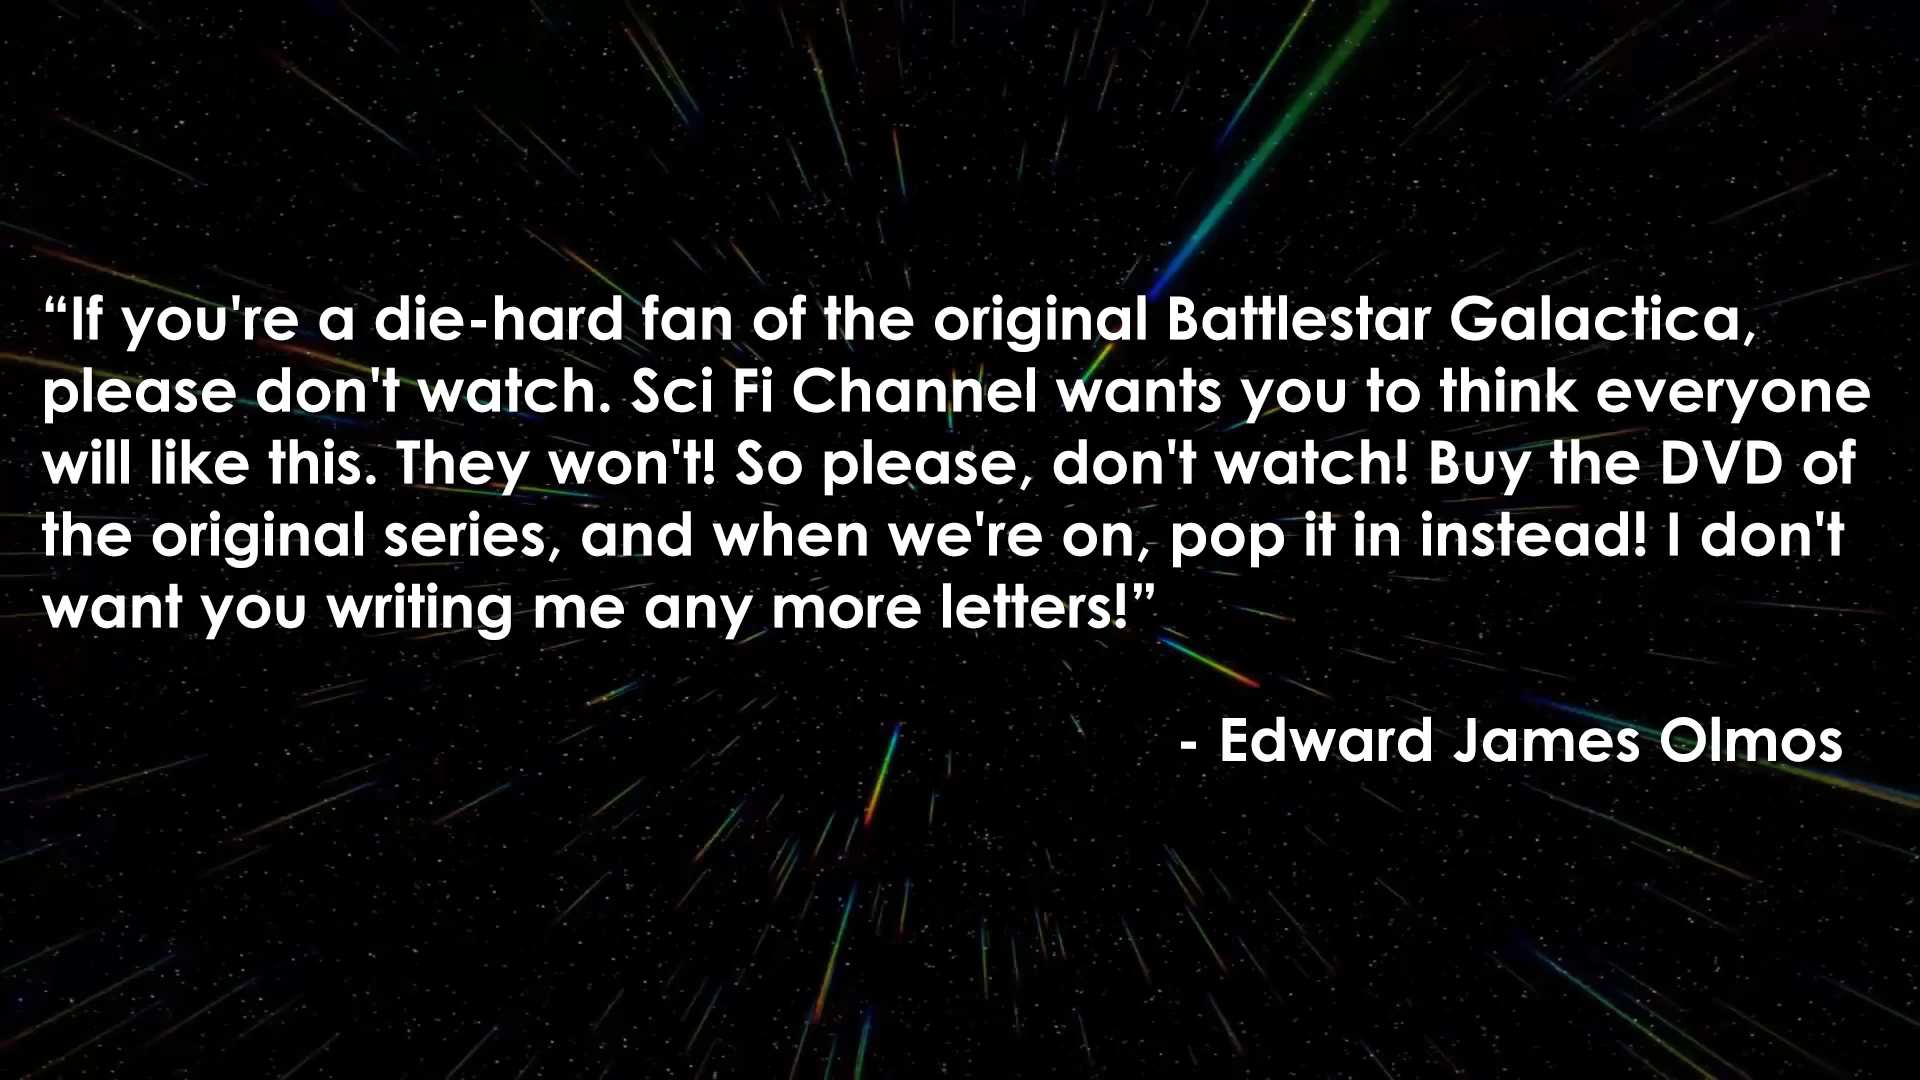 “If you're a die-hard fan of the original Battlestar Galactica,
please don't watch. Sci Fi Channel wants you to think everyone
will like this. They won't! So please, don't watch! Buy the DVD of
the original series, and when we're on, pop it in instead! I don't
want you writing me any more letters!”
- Edward James Olmos